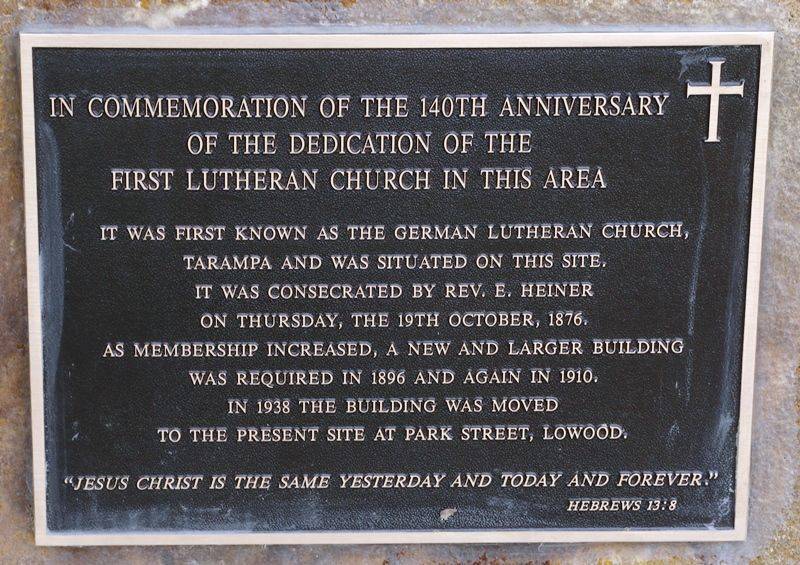 IN COMMEMORATION OF THE 140TH ANNIVERSARY
OF THE DEDICATION OF THE
FIRST LUTHERAN CHURCH IN THIS AREA
IT WAS FIRST KNOWN AS THE GERMAN LUTHERAN CHURCH,
TARAMPA AND WAS SITUATED ON THIS SITE.
IT WAS CONSECRATED BY REV. E. HEINER
ON THURSDAY, THE 19TH OCTOBER, 1876.
AS MEMBERSHIP INCREASED, A NEW AND LARGER BUILDING
WAS REQUIRED IN 1896 AND AGAIN IN 1910.
IN 1938 THE BUILDING WAS MOVED
TO THE PRESENT SITE AT PARK STREET, LOWOOD.
"JESUS CHRIST IS THE SAME YESTERDAY AND TODAY AND FOREVER."
HEBREWS 13:8